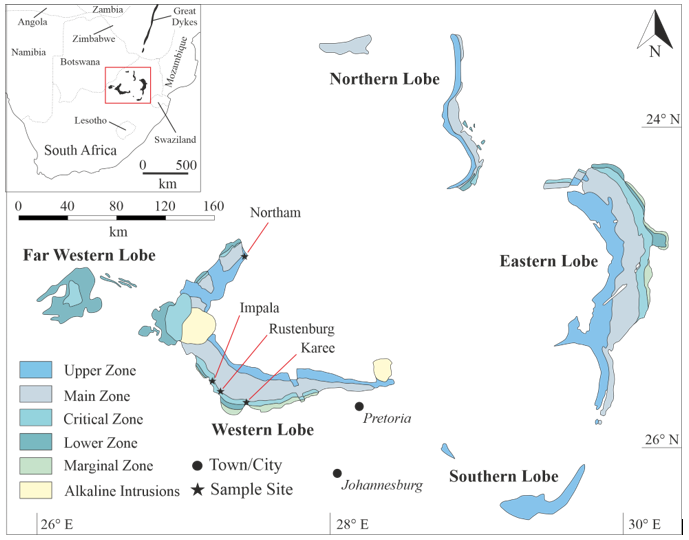 Angola
Zambia
Great
Dykes
Zimbabwe
Namibia
Botswana
Mozambique
Lesotho
Swaziland
South Africa
0 500
km
0 40 80 120 160
km
N
Northern Lobe
24° N
Northam
Far Western Lobe
Eastern Lobe
Impala
Rustenburg
Karee
Upper Zone
Main Zone
Critical Zone
Lower Zone
Marginal Zone
Alkaline Intrusions
Western Lobe
Pretoria
Town/City
Sample Site
Johannesburg
26° N
Southern Lobe
26° E
28° E
30° E